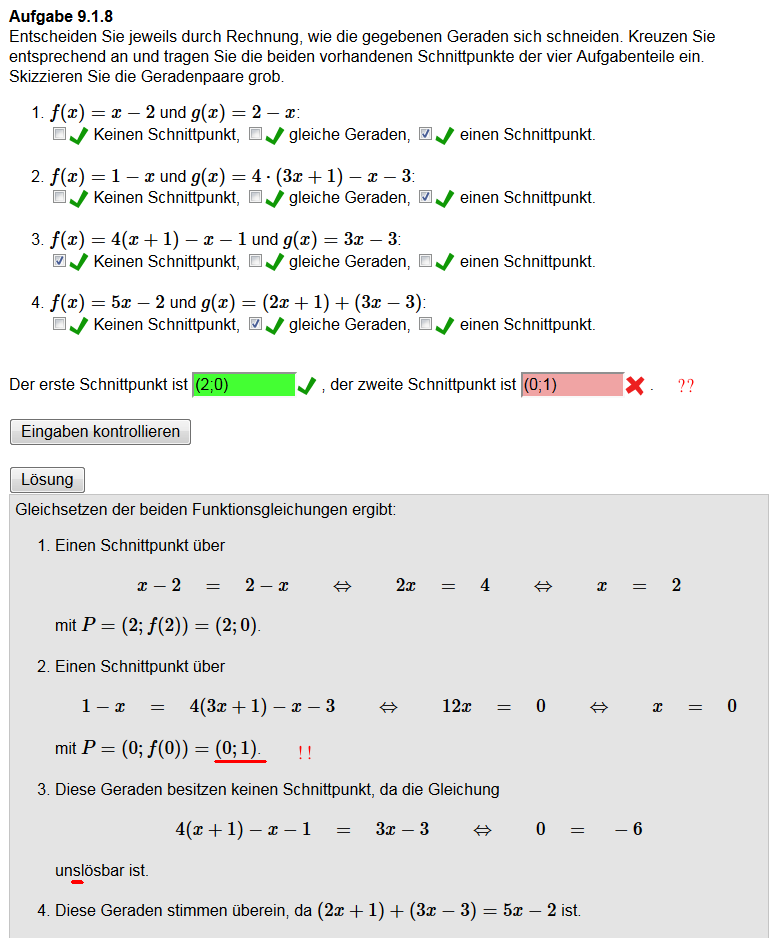 Aufgabe 9.1.8
Entscheiden Sie jeweils durch Rechnung, wie die gegebenen Geraden sich schneiden. Kreuzen Sie
entsprechend an und tragen Sie die beiden vorhandenen Schnittpunkte der vier Aufgabenteile ein.
Skizzieren Sie die Geradenpaare grob.
1. f(x) = x − 2 und g(x) = 2 − x:
Keinen Schnittpunkt, gleiche Geraden, einen Schnittpunkt.
2. f(x) = 1 − x und g(x) = 4 · (3x + 1) − x − 3:
Keinen Schnittpunkt, gleiche Geraden, einen Schnittpunkt.
3. f(x) = 4(x + 1) − x − 1 und g(x) = 3x − 3:
Keinen Schnittpunkt, gleiche Geraden, einen Schnittpunkt.
4. f(x) = 5x − 2 und g(x) = (2x + 1) + (3x − 3):
Keinen Schnittpunkt, gleiche Geraden, einen Schnittpunkt.
Der erste Schnittpunkt ist (2;0) , der zweite Schnittpunkt ist (0;1) . ??
Eingaben kontrollieren
Lösung
Gleichsetzen der beiden Funktionsgleichungen ergibt:
1. Einen Schnittpunkt über
x − 2 = 2 − x ⇔ 2x = 4 ⇔ x = 2
mit P = (2; f(2)) = (2; 0).
2. Einen Schnittpunkt über
1 − x = 4(3x + 1) − x − 3 ⇔ 12x = 0 ⇔ x = 0
mit P = (0; f(0)) = (0; 1). !!
3. Diese Geraden besitzen keinen Schnittpunkt, da die Gleichung
4(x + 1) − x − 1 = 3x − 3 ⇔ 0 = − 6
unslösbar ist.
4. Diese Geraden stimmen überein, da (2x + 1) + (3x − 3) = 5x − 2 ist.